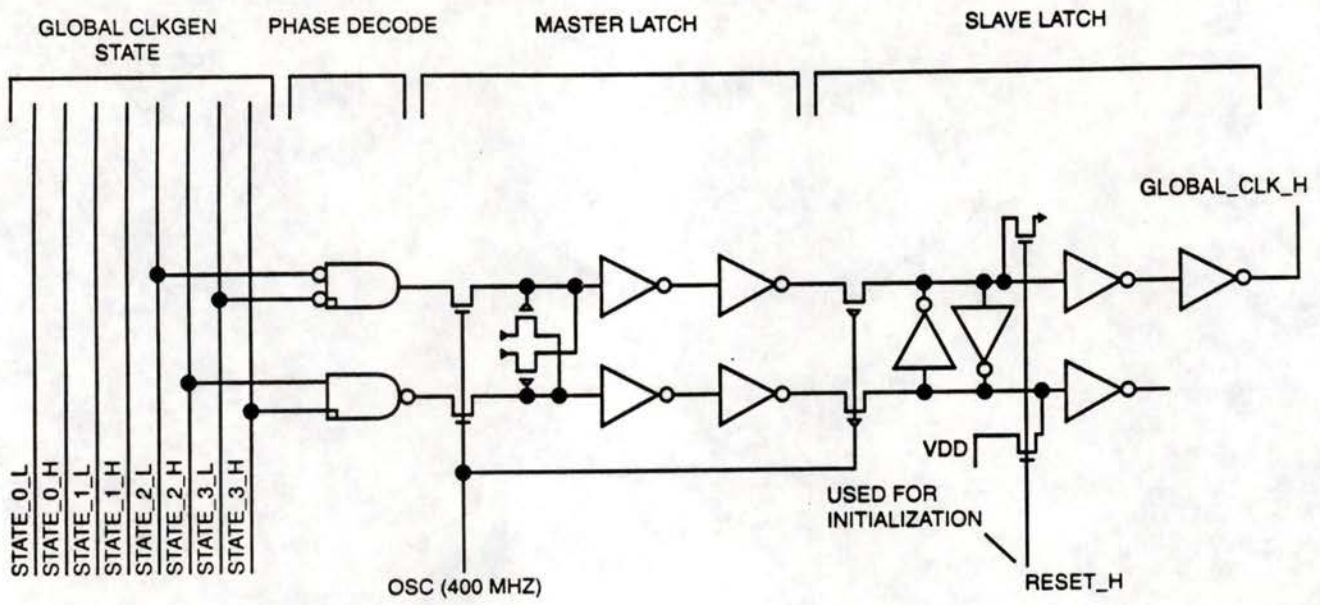 GLOBAL CLKGEN
STATE
PHASE DECODE
MASTER LATCH
SLAVE LATCH
GLOBAL_CLK_H
STATE_0_L
STATE_0_H
STATE_1_L
STATE_1_H
STATE_2_L
STATE_2_H
STATE_3_L
STATE_3_H
VDD
USED FOR
INITIALIZATION
OSC (400 MHZ)
RESET_H